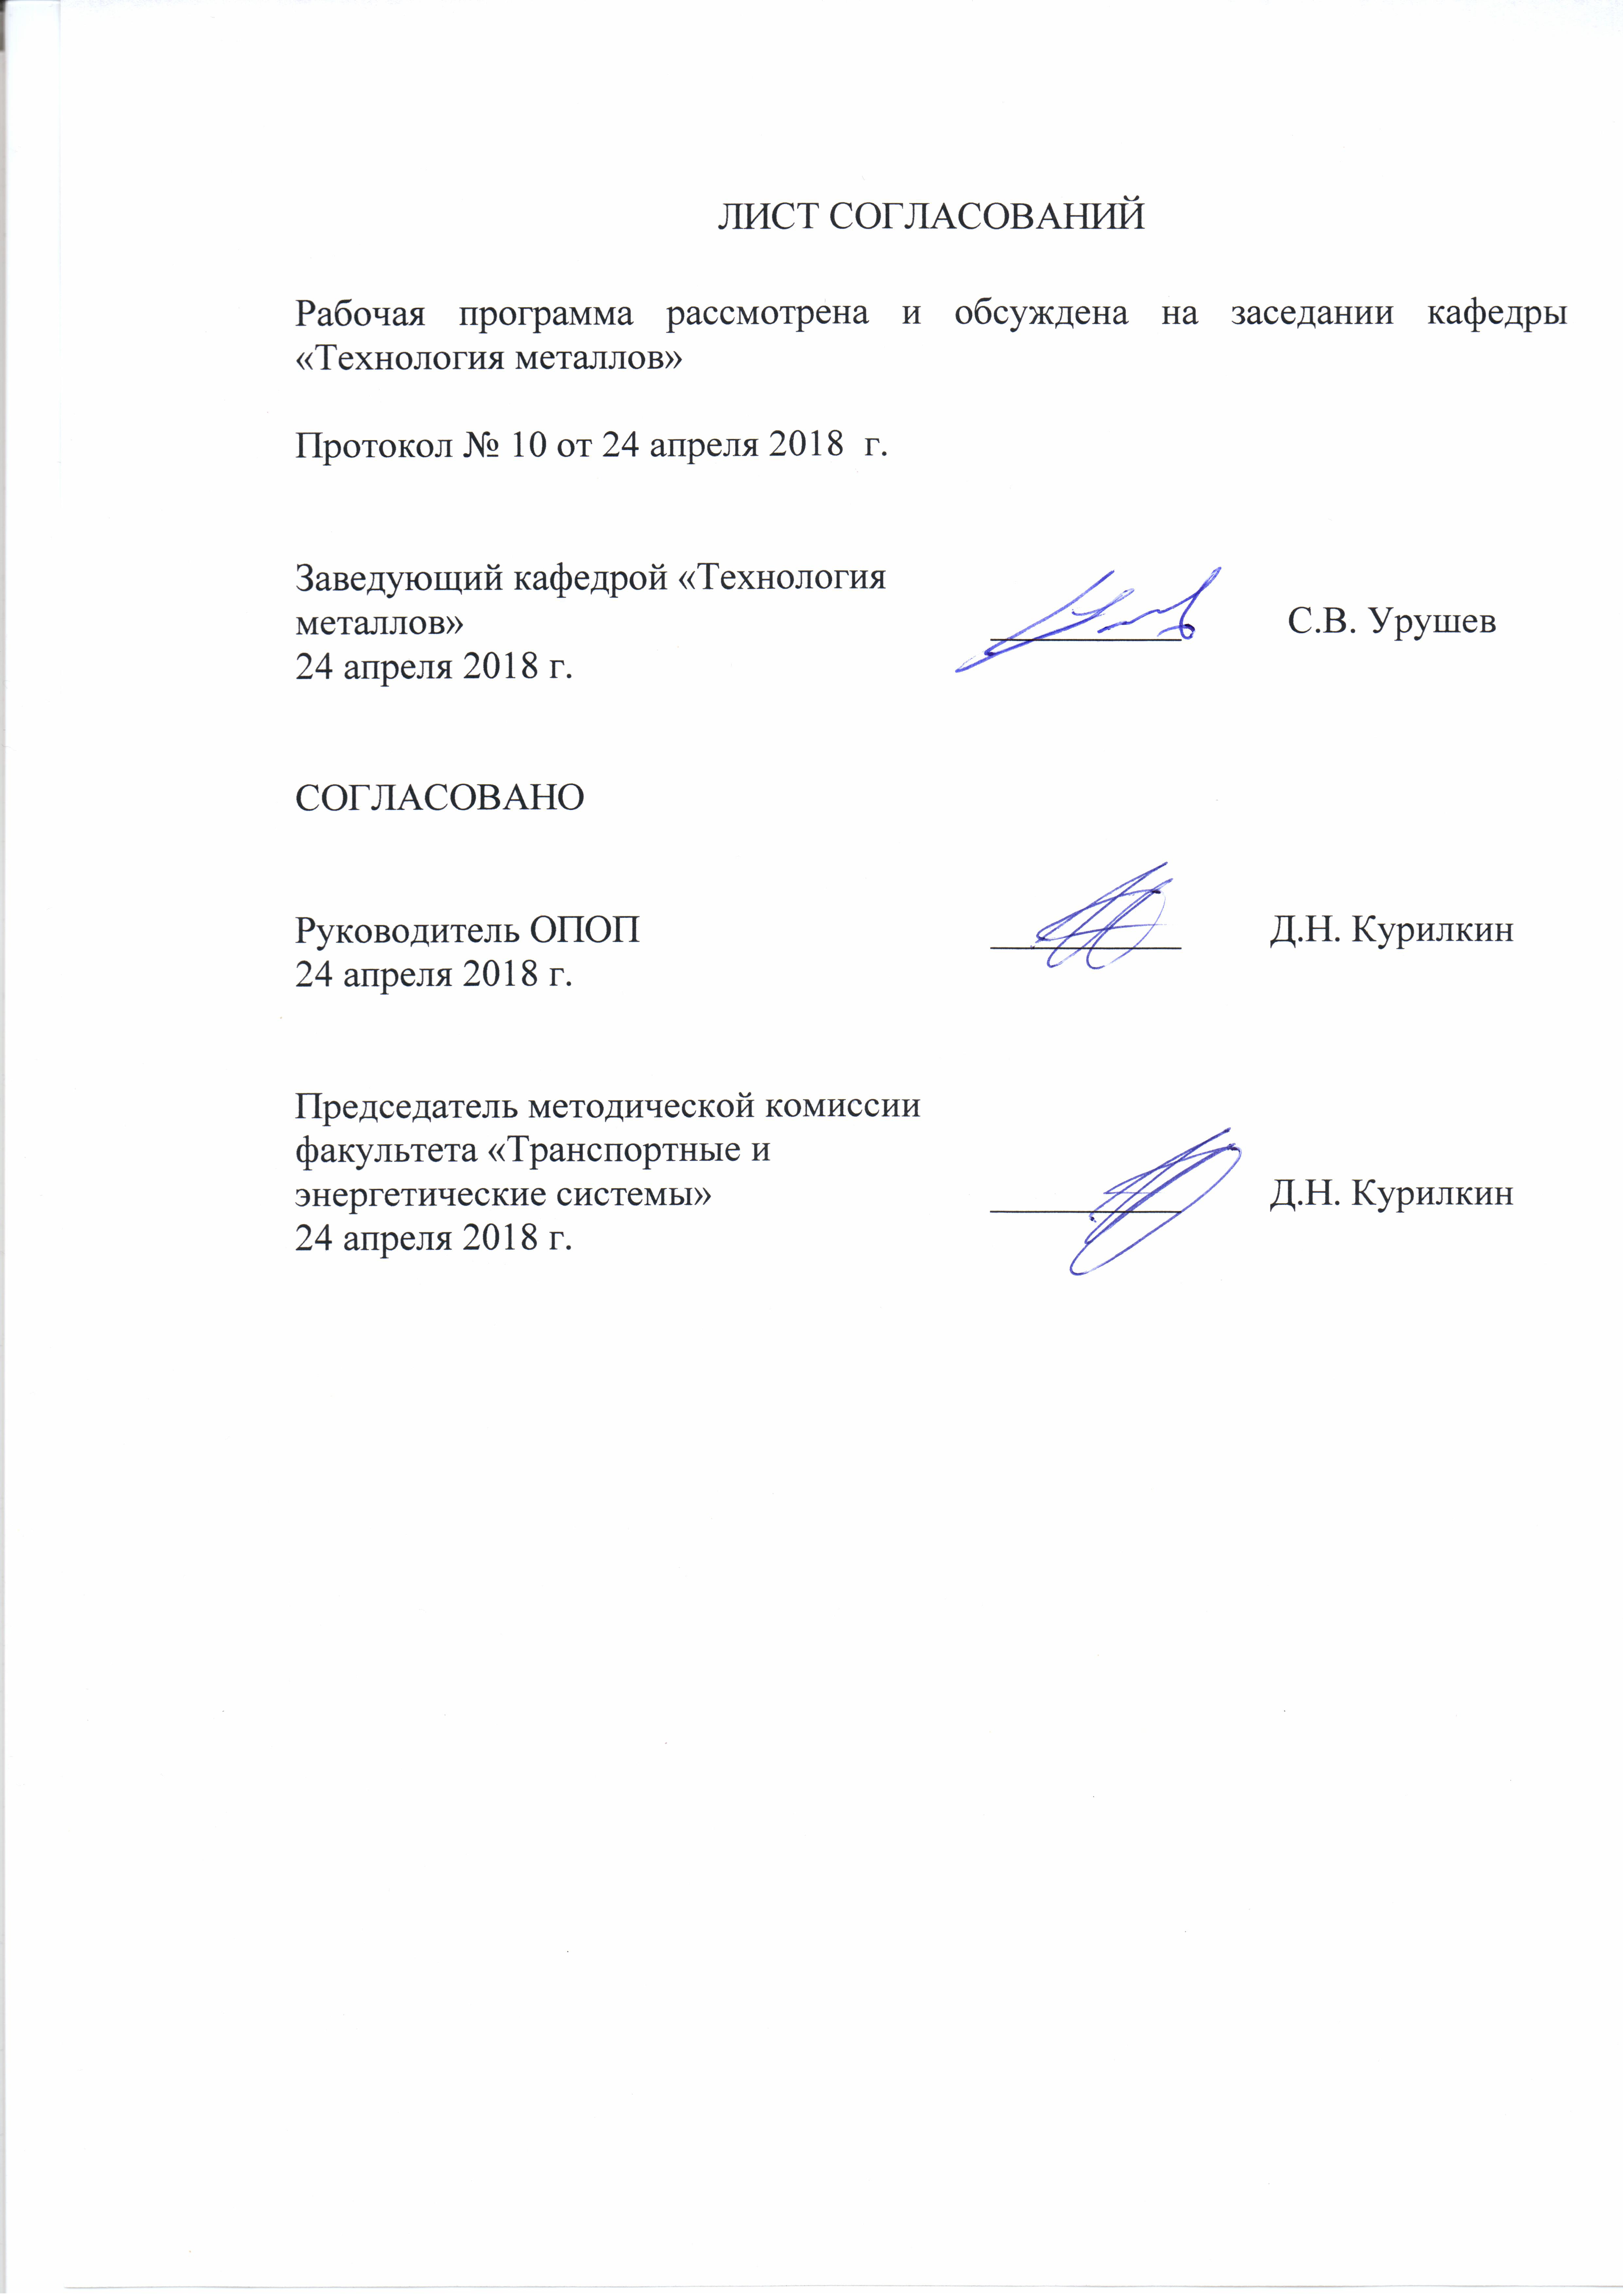 ЛИСТ СОГЛАСОВАНИЙ
Рабочая программа рассмотрена и обсуждена на заседании кафедры
«Технология металлов»
Протокол № 10 от 24 апреля 2018 г.
Заведующий кафедрой «Технология
металлов» С.В. Урушев
24 апреля 2018 г.
СОГЛАСОВАНО
Руководитель ОПОП Д.Н. Курилкин
24 апреля 2018 г.
Председатель методической комиссии
факультета «Транспортные и
энергетические системы» Д.Н. Курилкин
24 апреля 2018 г.